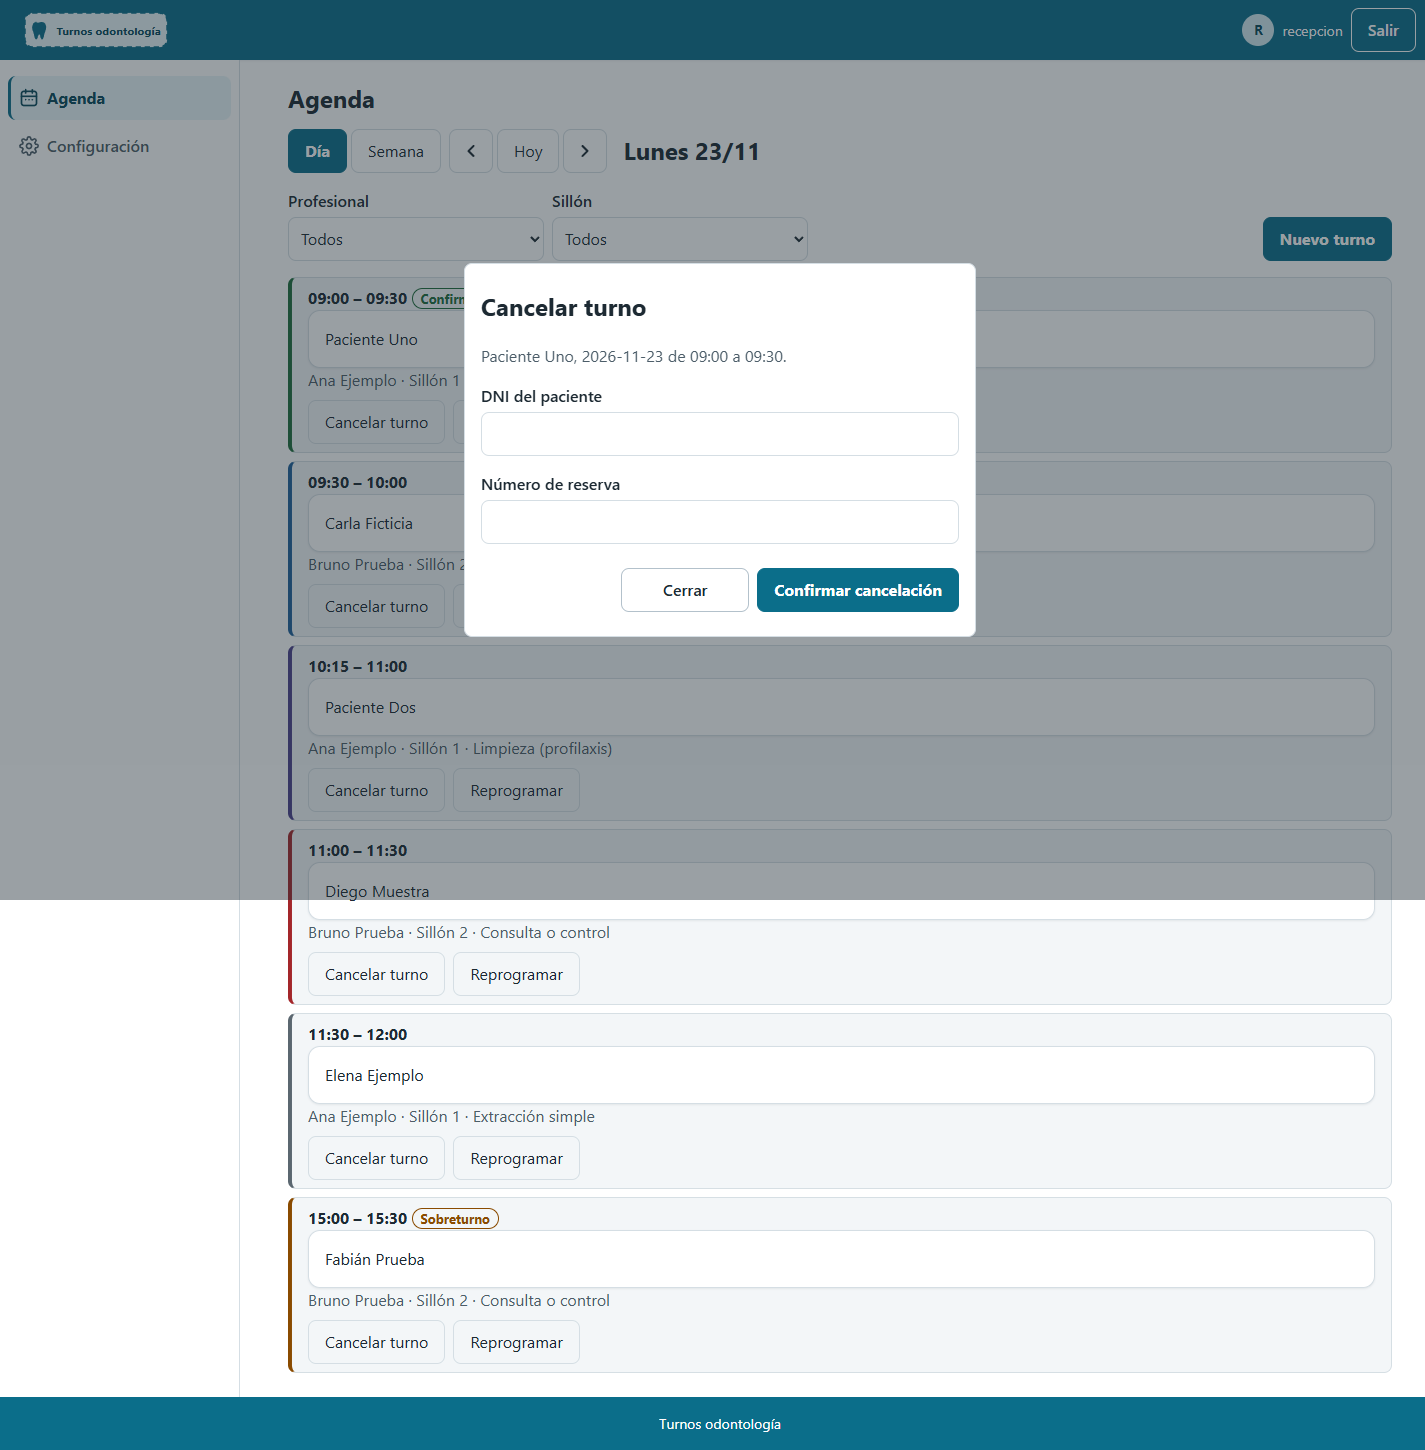 Turnos odontología
R recepcion Salir
Agenda
Configuración
Agenda
Día Semana Hoy Lunes 23/11
Profesional Sillón
Todos Todos Nuevo turno
09:00 – 09:30
Paciente Uno
Ana Ejemplo · Sillón 1
Cancelar turno
Cancelar turno
Paciente Uno, 2026-11-23 de 09:00 a 09:30.
DNI del paciente
Número de reserva
Cerrar Confirmar cancelación
09:30 – 10:00
Carla Ficticia
Bruno Prueba · Sillón 2
Cancelar turno
10:15 – 11:00
Paciente Dos
Ana Ejemplo · Sillón 1 · Limpieza (profilaxis)
Cancelar turno Reprogramar
11:00 – 11:30
Diego Muestra
Bruno Prueba · Sillón 2 · Consulta o control
Cancelar turno Reprogramar
11:30 – 12:00
Elena Ejemplo
Ana Ejemplo · Sillón 1 · Extracción simple
Cancelar turno Reprogramar
15:00 – 15:30 Sobreturno
Fabián Prueba
Bruno Prueba · Sillón 2 · Consulta o control
Cancelar turno Reprogramar
Turnos odontología